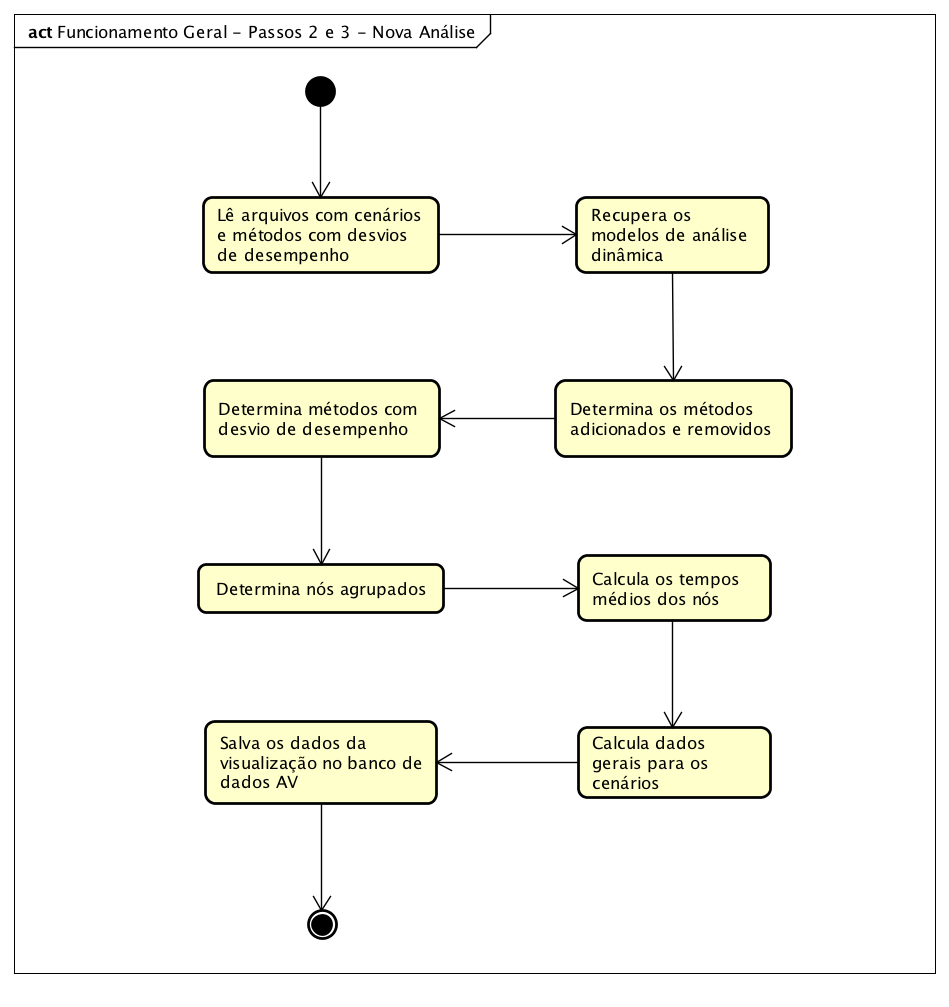 act Funcionamento Geral - Passos 2 e 3 - Nova Análise
Lê arquivos com cenários
e métodos com desvios
de desempenho
Recupera os
modelos de análise
dinâmica
Determina os métodos
adicionados e removidos
Determina métodos com
desvio de desempenho
Determina nós agrupados
Calcula os tempos
médios dos nós
Calcula dados
gerais para os
cenários
Salva os dados da
visualização no banco de
dados AV